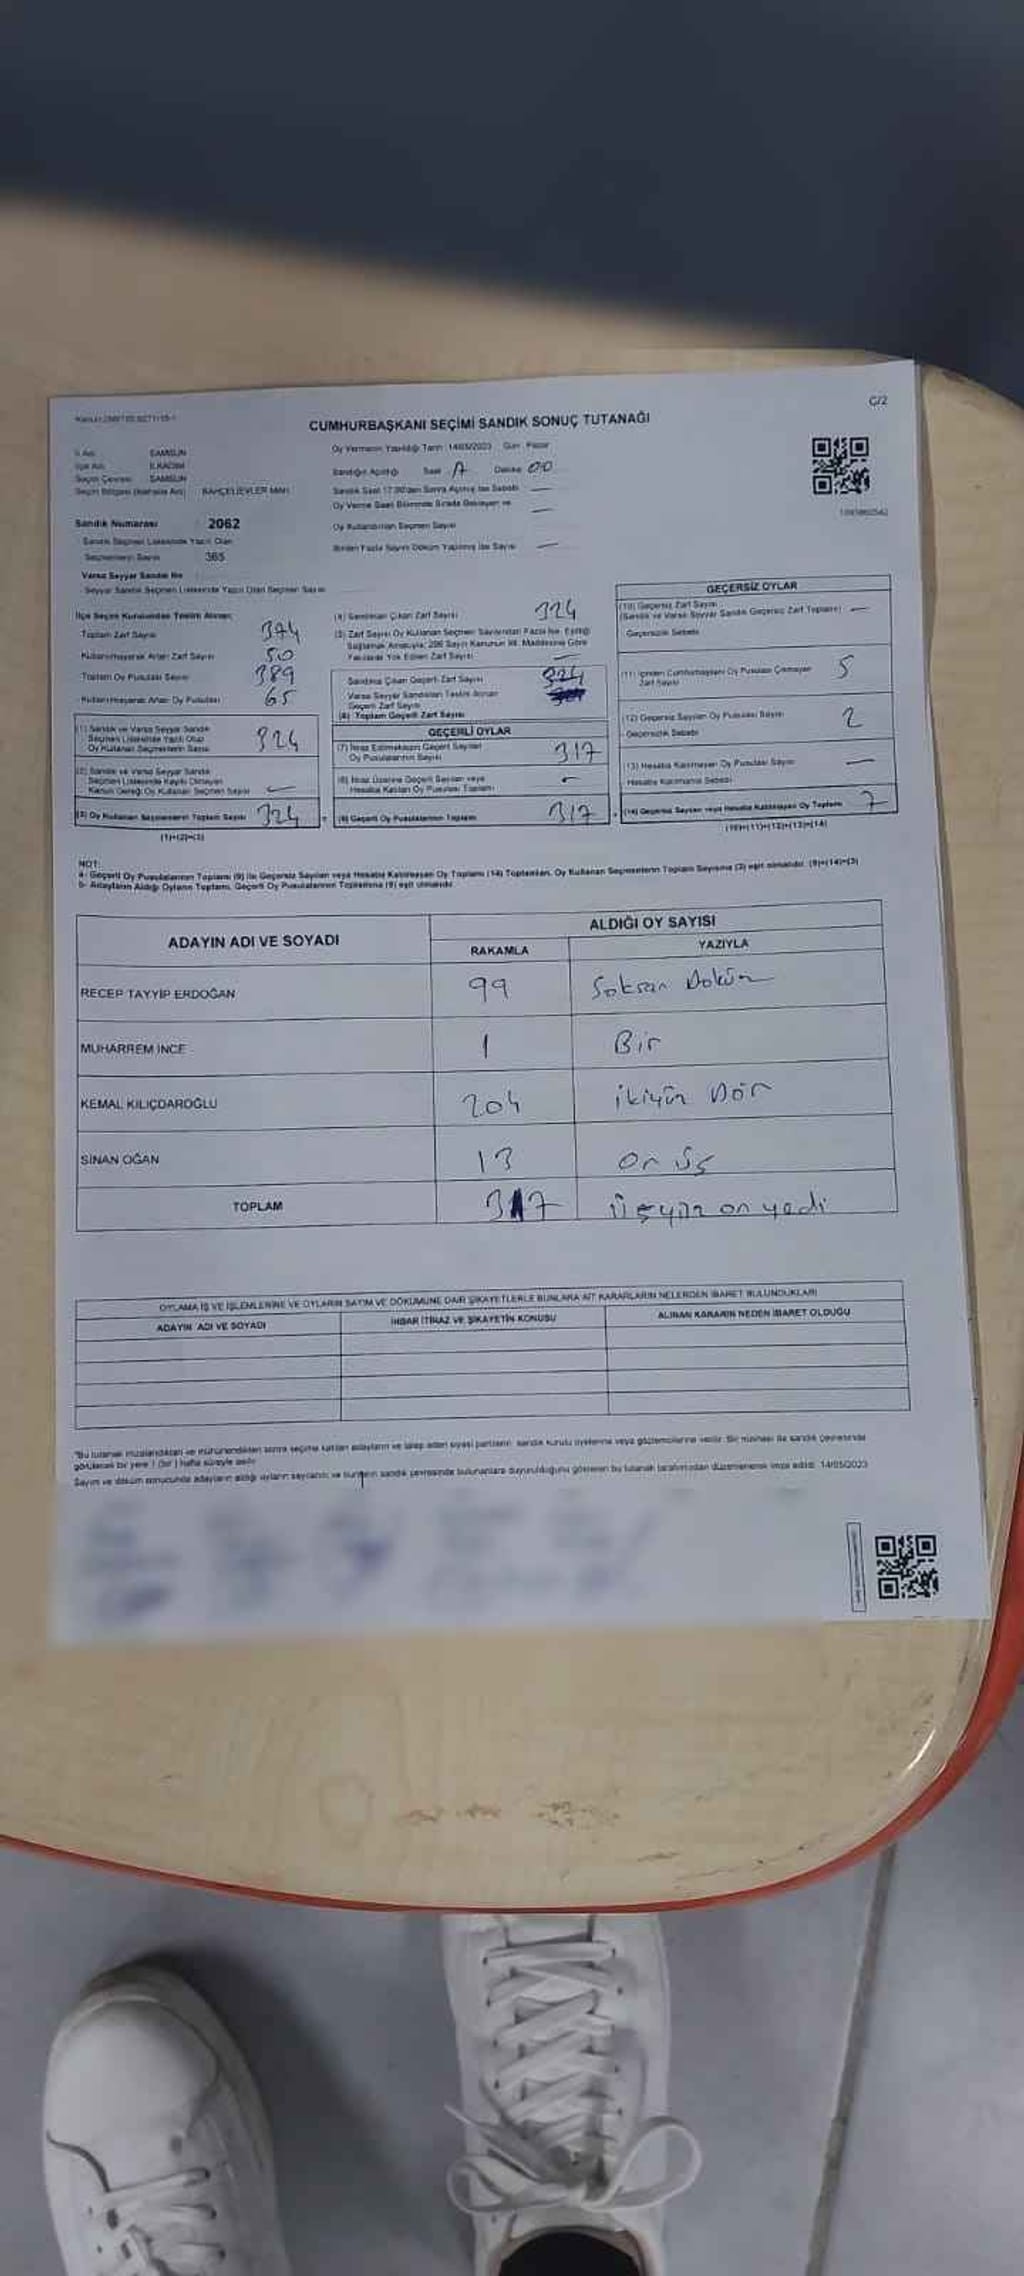 C/2
CUMHURBAŞKANI SEÇİMİ SANDIK SONUÇ TUTANAĞI
İl Adı SAMSUN
İlçe Adı İLKADIM
Seçim Çevresi SAMSUN
Seçim Bölgesi (Mahalle Adı) BAHÇELİEVLER MAH.
Sandık Numarası : 2062
Sandık Seçmen Listesinde Yazılı Olan
Seçmenlerin Sayısı 365
Varsa Seyyar Sandık No
Seyyar Sandık Seçmen Listesinde Yazılı Olan Seçmen Sayısı
Oy Vermenin Yapıldığı Tarih : 14/05/2023 Gün : Pazar
Sandığın Açıldığı Saat A Dakika 00
Sandık Saat 17.00'den Sonra Açılmış İse Sebebi —
Oy Verme Saati Bitiminde Sırada Bekleyen ve —
Oy Kullandırılan Seçmen Sayısı
Birden Fazla Sayım Döküm Yapılmış İse Sayısı —
İlçe Seçim Kurulundan Teslim Alınan;
Toplam Zarf Sayısı 374
Kullanılmayarak Artan Zarf Sayısı 50
Toplam Oy Pusulası Sayısı 389
Kullanılmayarak Artan Oy Pusulası 65
(1) Sandık ve Varsa Seyyar Sandık
Seçmen Listesinde Yazılı Olup
Oy Kullanan Seçmenlerin Sayısı 324
(2) Sandık ve Varsa Seyyar Sandık
Seçmen Listesinde Kaydı Olmayan
Kanun Gereği Oy Kullanan Seçmen Sayısı —
(3) Oy Kullanan Seçmenlerin Toplam Sayısı 324
(1)+(2)=(3)
(4) Sandıktan Çıkan Zarf Sayısı 324
(5) Zarf Sayısı Oy Kullanan Seçmen Sayısından Fazla İse, Eşitliği
Sağlamak Amacıyla; 298 Sayılı Kanunun 98. Maddesine Göre
Yakılarak Yok Edilen Zarf Sayısı —
Sandıkta Çıkan Geçerli Zarf Sayısı 324
Varsa Seyyar Sandıktan Teslim Alınan
Geçerli Zarf Sayısı
(6) Toplam Geçerli Zarf Sayısı
GEÇERLİ OYLAR
(7) İtiraz Edilmeksizin Geçerli Sayılan
Oy Pusulalarının Sayısı 317
(8) İtiraz Üzerine Geçerli Sayılan veya
Hesaba Katılan Oy Pusulası Toplamı —
(9) Geçerli Oy Pusulalarının Toplamı 317
GEÇERSİZ OYLAR
(10) Geçersiz Zarf Sayısı
(Sandık ve Varsa Seyyar Sandık Geçersiz Zarf Toplamı) —
Geçersizlik Sebebi
(11) İçinden Cumhurbaşkanı Oy Pusulası Çıkmayan
Zarf Sayısı 5
(12) Geçersiz Sayılan Oy Pusulası Sayısı 2
Geçersizlik Sebebi
(13) Hesaba Katılmayan Oy Pusulası Sayısı —
Hesaba Katılmama Sebebi
(14) Geçersiz Sayılan veya Hesaba Katılmayan Oy Toplamı 7
(10)+(11)+(12)+(13)=(14)
NOT:
a- Geçerli Oy Pusulalarının Toplamı (9) ile Geçersiz Sayılan veya Hesaba Katılmayan Oy Toplamı (14) Toplamları, Oy Kullanan Seçmenlerin Toplam Sayısına (3) eşit olmalıdır. (9)+(14)=(3)
b- Adayların Aldığı Oyların Toplamı, Geçerli Oy Pusulalarının Toplamına (9) eşit olmalıdır.
ADAYIN ADI VE SOYADI
ALDIĞI OY SAYISI
RAKAMLA YAZIYLA
RECEP TAYYİP ERDOĞAN 99 Soksan Dokuz
MUHARREM İNCE 1 Bir
KEMAL KILIÇDAROĞLU 204 ikiyüz Dör
SİNAN OĞAN 13 on üç
TOPLAM 317 üçyüz on yedi
OYLAMA İŞ VE İŞLEMLERİNE VE OYLARIN SAYIM VE DÖKÜMÜNE DAİR ŞİKAYETLERLE BUNLARA AİT KARARLARIN NELERDEN İBARET BULUNDUKLARI
ADAYIN ADI VE SOYADI İHBAR İTİRAZ VE ŞİKAYETİN KONUSU ALINAN KARARIN NEDEN İBARET OLDUĞU
"Bu tutanak imzalandıktan ve mühürlendikten sonra seçime katılan adayların ve talep eden siyasi partilerin sandık kurulu üyelerine veya gözlemcilerine verilir. Bir nüshası da sandık çevresinde
görülecek bir yere 1 (bir) hafta süreyle asılır.
Sayım ve döküm sonucunda adayların aldığı oyların sayılandı ve bunların sandık çevresinde bulunanlara duyurulduğunu gösteren bu tutanak tarafımızdan düzenlenerek imza edildi. 14/05/2023